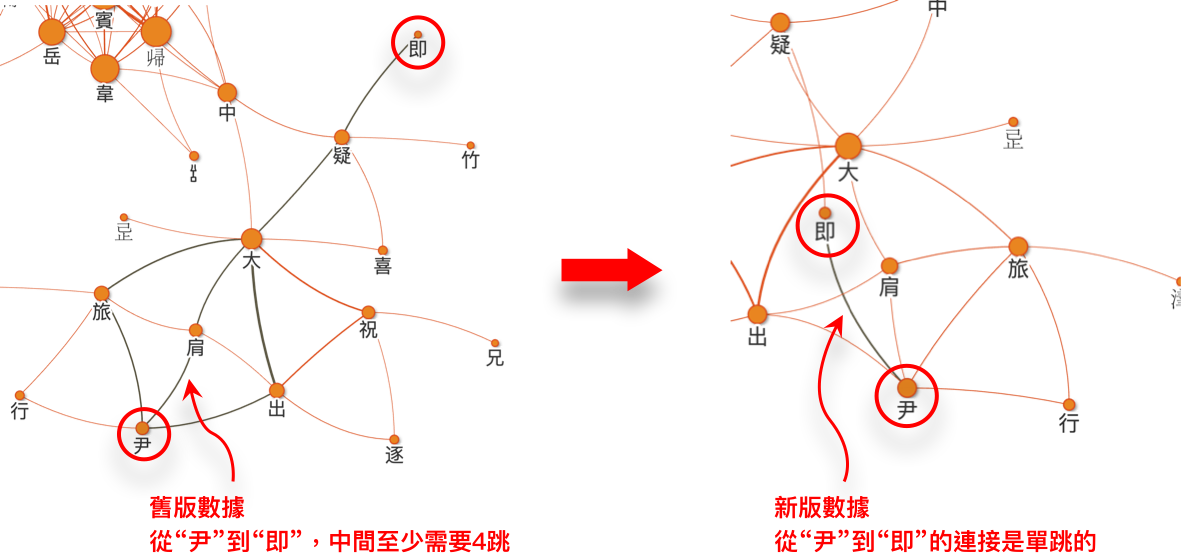 賓
岳
歸
韋
中
即
疑
竹
大
喜
旅
祝
肩
兄
行
出
尹
逐
舊版數據
從“尹”到“即”，中間至少需要4跳
中
疑
大
即
肩
旅
出
尹
行
新版數據
從“尹”到“即”的連接是單跳的